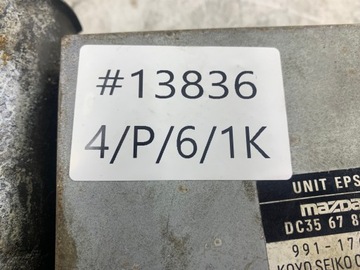 #13836
4/P/6/1K
UNIT EPS
mazda
DC35 67 8
991-17
KOYO SEIKO